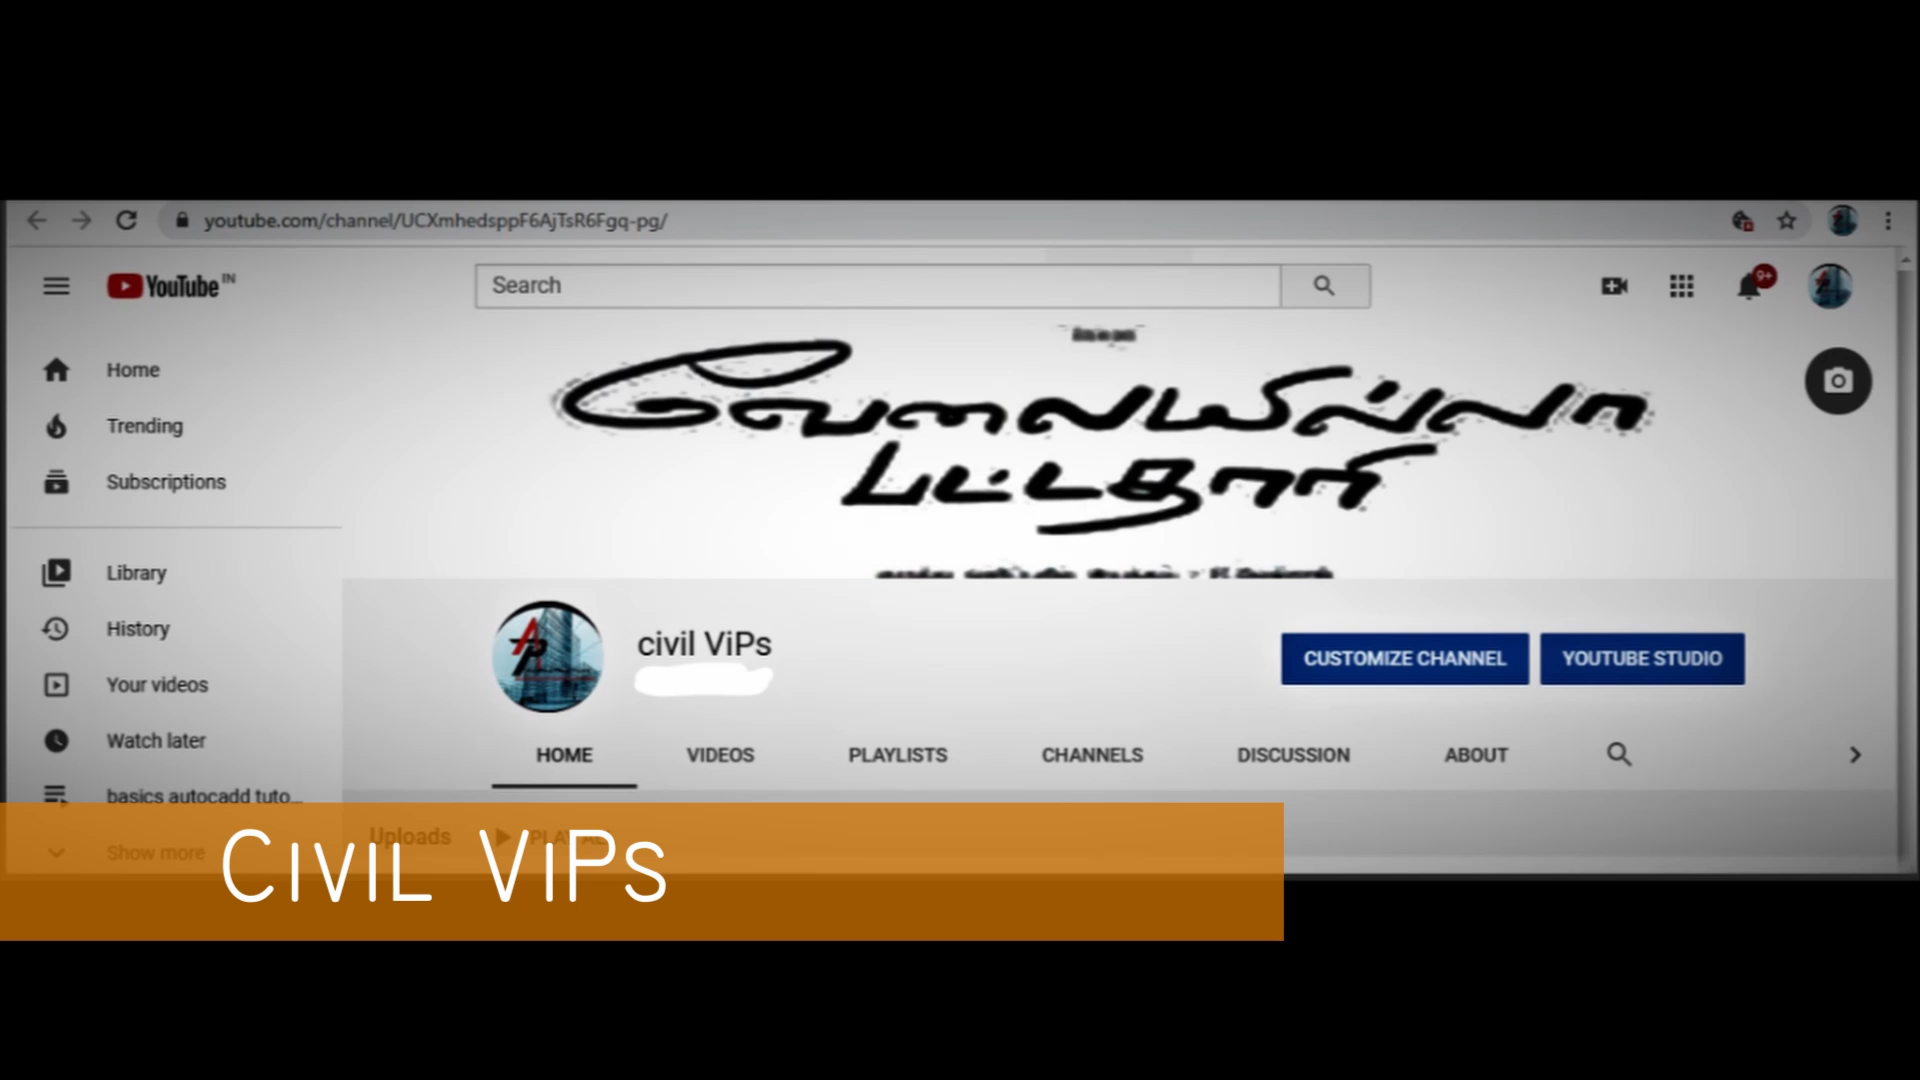 youtube.com/channel/UCXmhedsppF6AjTsR6Fgq-pg/
YouTube IN
Search
9+
Home
Trending
Subscriptions
வேலையில்லா
பட்டதாரி
Library
History
Your videos
Watch later
basics autocadd tuto...
Show more
civil ViPs
CUSTOMIZE CHANNEL
YOUTUBE STUDIO
HOME
VIDEOS
PLAYLISTS
CHANNELS
DISCUSSION
ABOUT
Uploads
Civil ViPs